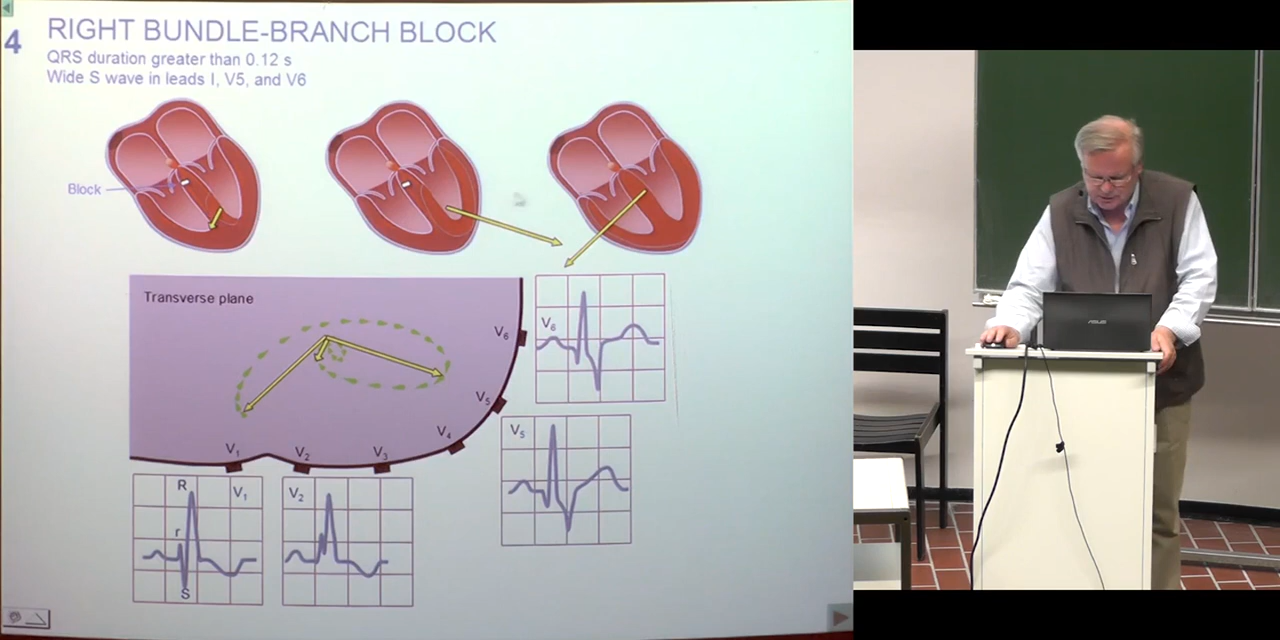 4
RIGHT BUNDLE-BRANCH BLOCK
QRS duration greater than 0.12 s
Wide S wave in leads I, V5, and V6
Block
Transverse plane
V6
V5
V4
V1
V2
V3
V6
V5
R
V1
r
S
V2
ASUS